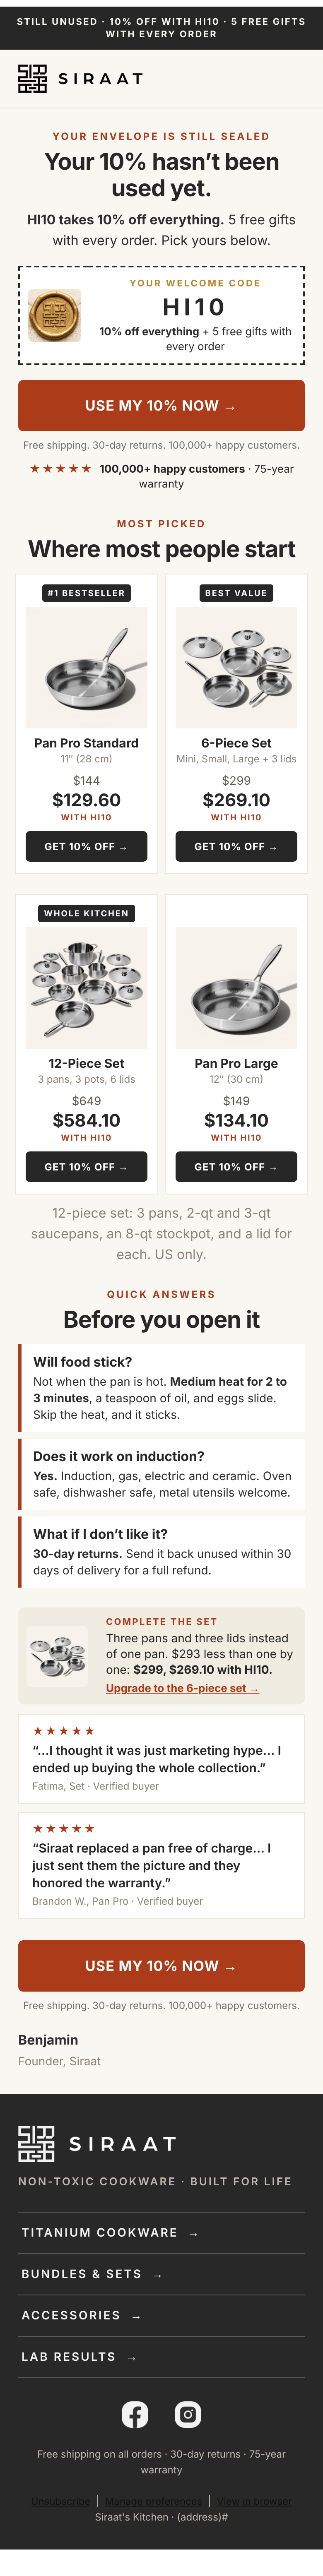 STILL UNUSED · 10% OFF WITH HI10 · 5 FREE GIFTS
WITH EVERY ORDER
SIRAAT
YOUR ENVELOPE IS STILL SEALED
Your 10% hasn’t been
used yet.
HI10 takes 10% off everything. 5 free gifts
with every order. Pick yours below.
YOUR WELCOME CODE
HI10
10% off everything + 5 free gifts with
every order
USE MY 10% NOW →
Free shipping. 30-day returns. 100,000+ happy customers.
★★★★★ 100,000+ happy customers · 75-year
warranty
MOST PICKED
Where most people start
#1 BESTSELLER
Pan Pro Standard
11″ (28 cm)
$144
$129.60
WITH HI10
GET 10% OFF →
BEST VALUE
6-Piece Set
Mini, Small, Large + 3 lids
$299
$269.10
WITH HI10
GET 10% OFF →
WHOLE KITCHEN
12-Piece Set
3 pans, 3 pots, 6 lids
$649
$584.10
WITH HI10
GET 10% OFF →
Pan Pro Large
12″ (30 cm)
$149
$134.10
WITH HI10
GET 10% OFF →
12-piece set: 3 pans, 2-qt and 3-qt
saucepans, an 8-qt stockpot, and a lid for
each. US only.
QUICK ANSWERS
Before you open it
Will food stick?
Not when the pan is hot. Medium heat for 2 to
3 minutes, a teaspoon of oil, and eggs slide.
Skip the heat, and it sticks.
Does it work on induction?
Yes. Induction, gas, electric and ceramic. Oven
safe, dishwasher safe, metal utensils welcome.
What if I don’t like it?
30-day returns. Send it back unused within 30
days of delivery for a full refund.
COMPLETE THE SET
Three pans and three lids instead
of one pan. $293 less than one by
one: $299, $269.10 with HI10.
Upgrade to the 6-piece set →
★★★★★
“...I thought it was just marketing hype... I
ended up buying the whole collection.”
Fatima, Set · Verified buyer
★★★★★
“Siraat replaced a pan free of charge... I
just sent them the picture and they
honored the warranty.”
Brandon W., Pan Pro · Verified buyer
USE MY 10% NOW →
Free shipping. 30-day returns. 100,000+ happy customers.
Benjamin
Founder, Siraat
SIRAAT
NON-TOXIC COOKWARE · BUILT FOR LIFE
TITANIUM COOKWARE →
BUNDLES & SETS →
ACCESSORIES →
LAB RESULTS →
Free shipping on all orders · 30-day returns · 75-year
warranty
Unsubscribe | Manage preferences | View in browser
Siraat's Kitchen · (address)#